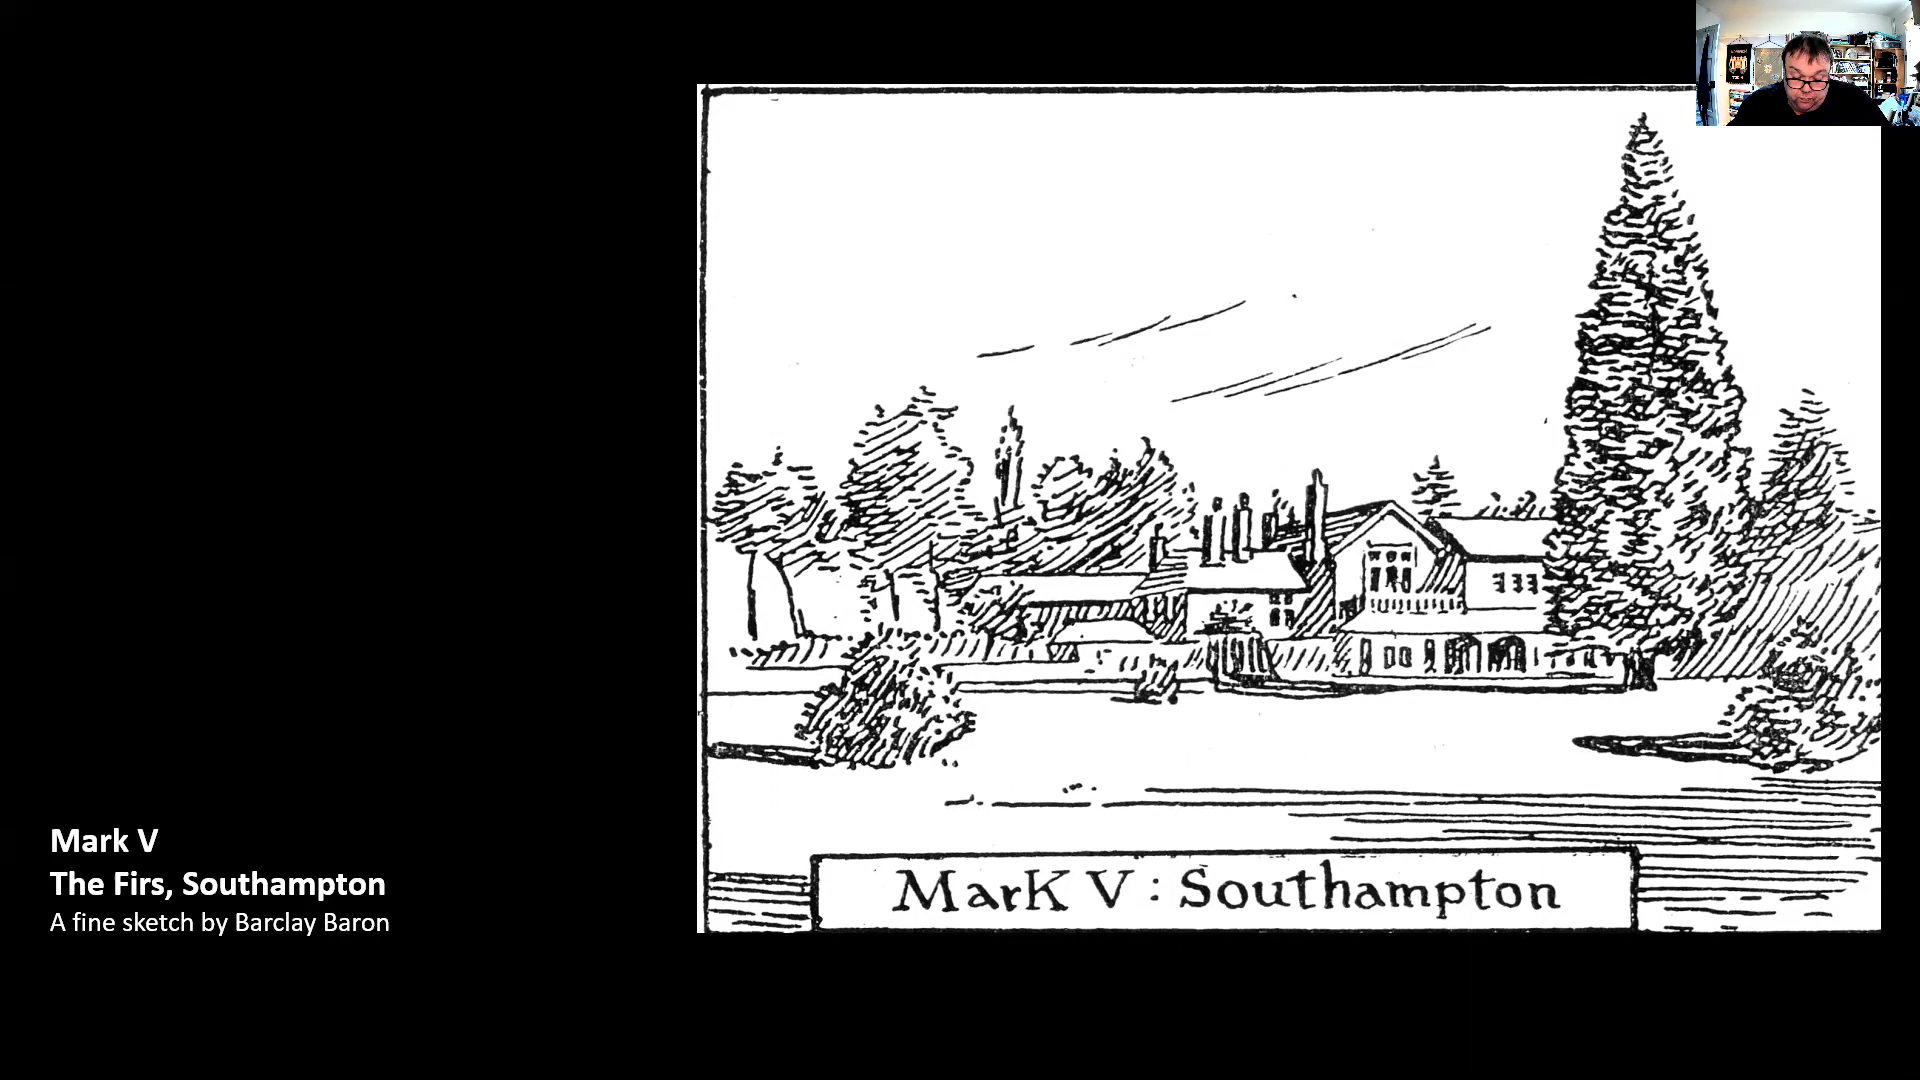 Mark V
The Firs, Southampton
A fine sketch by Barclay Baron
MarK V : Southampton